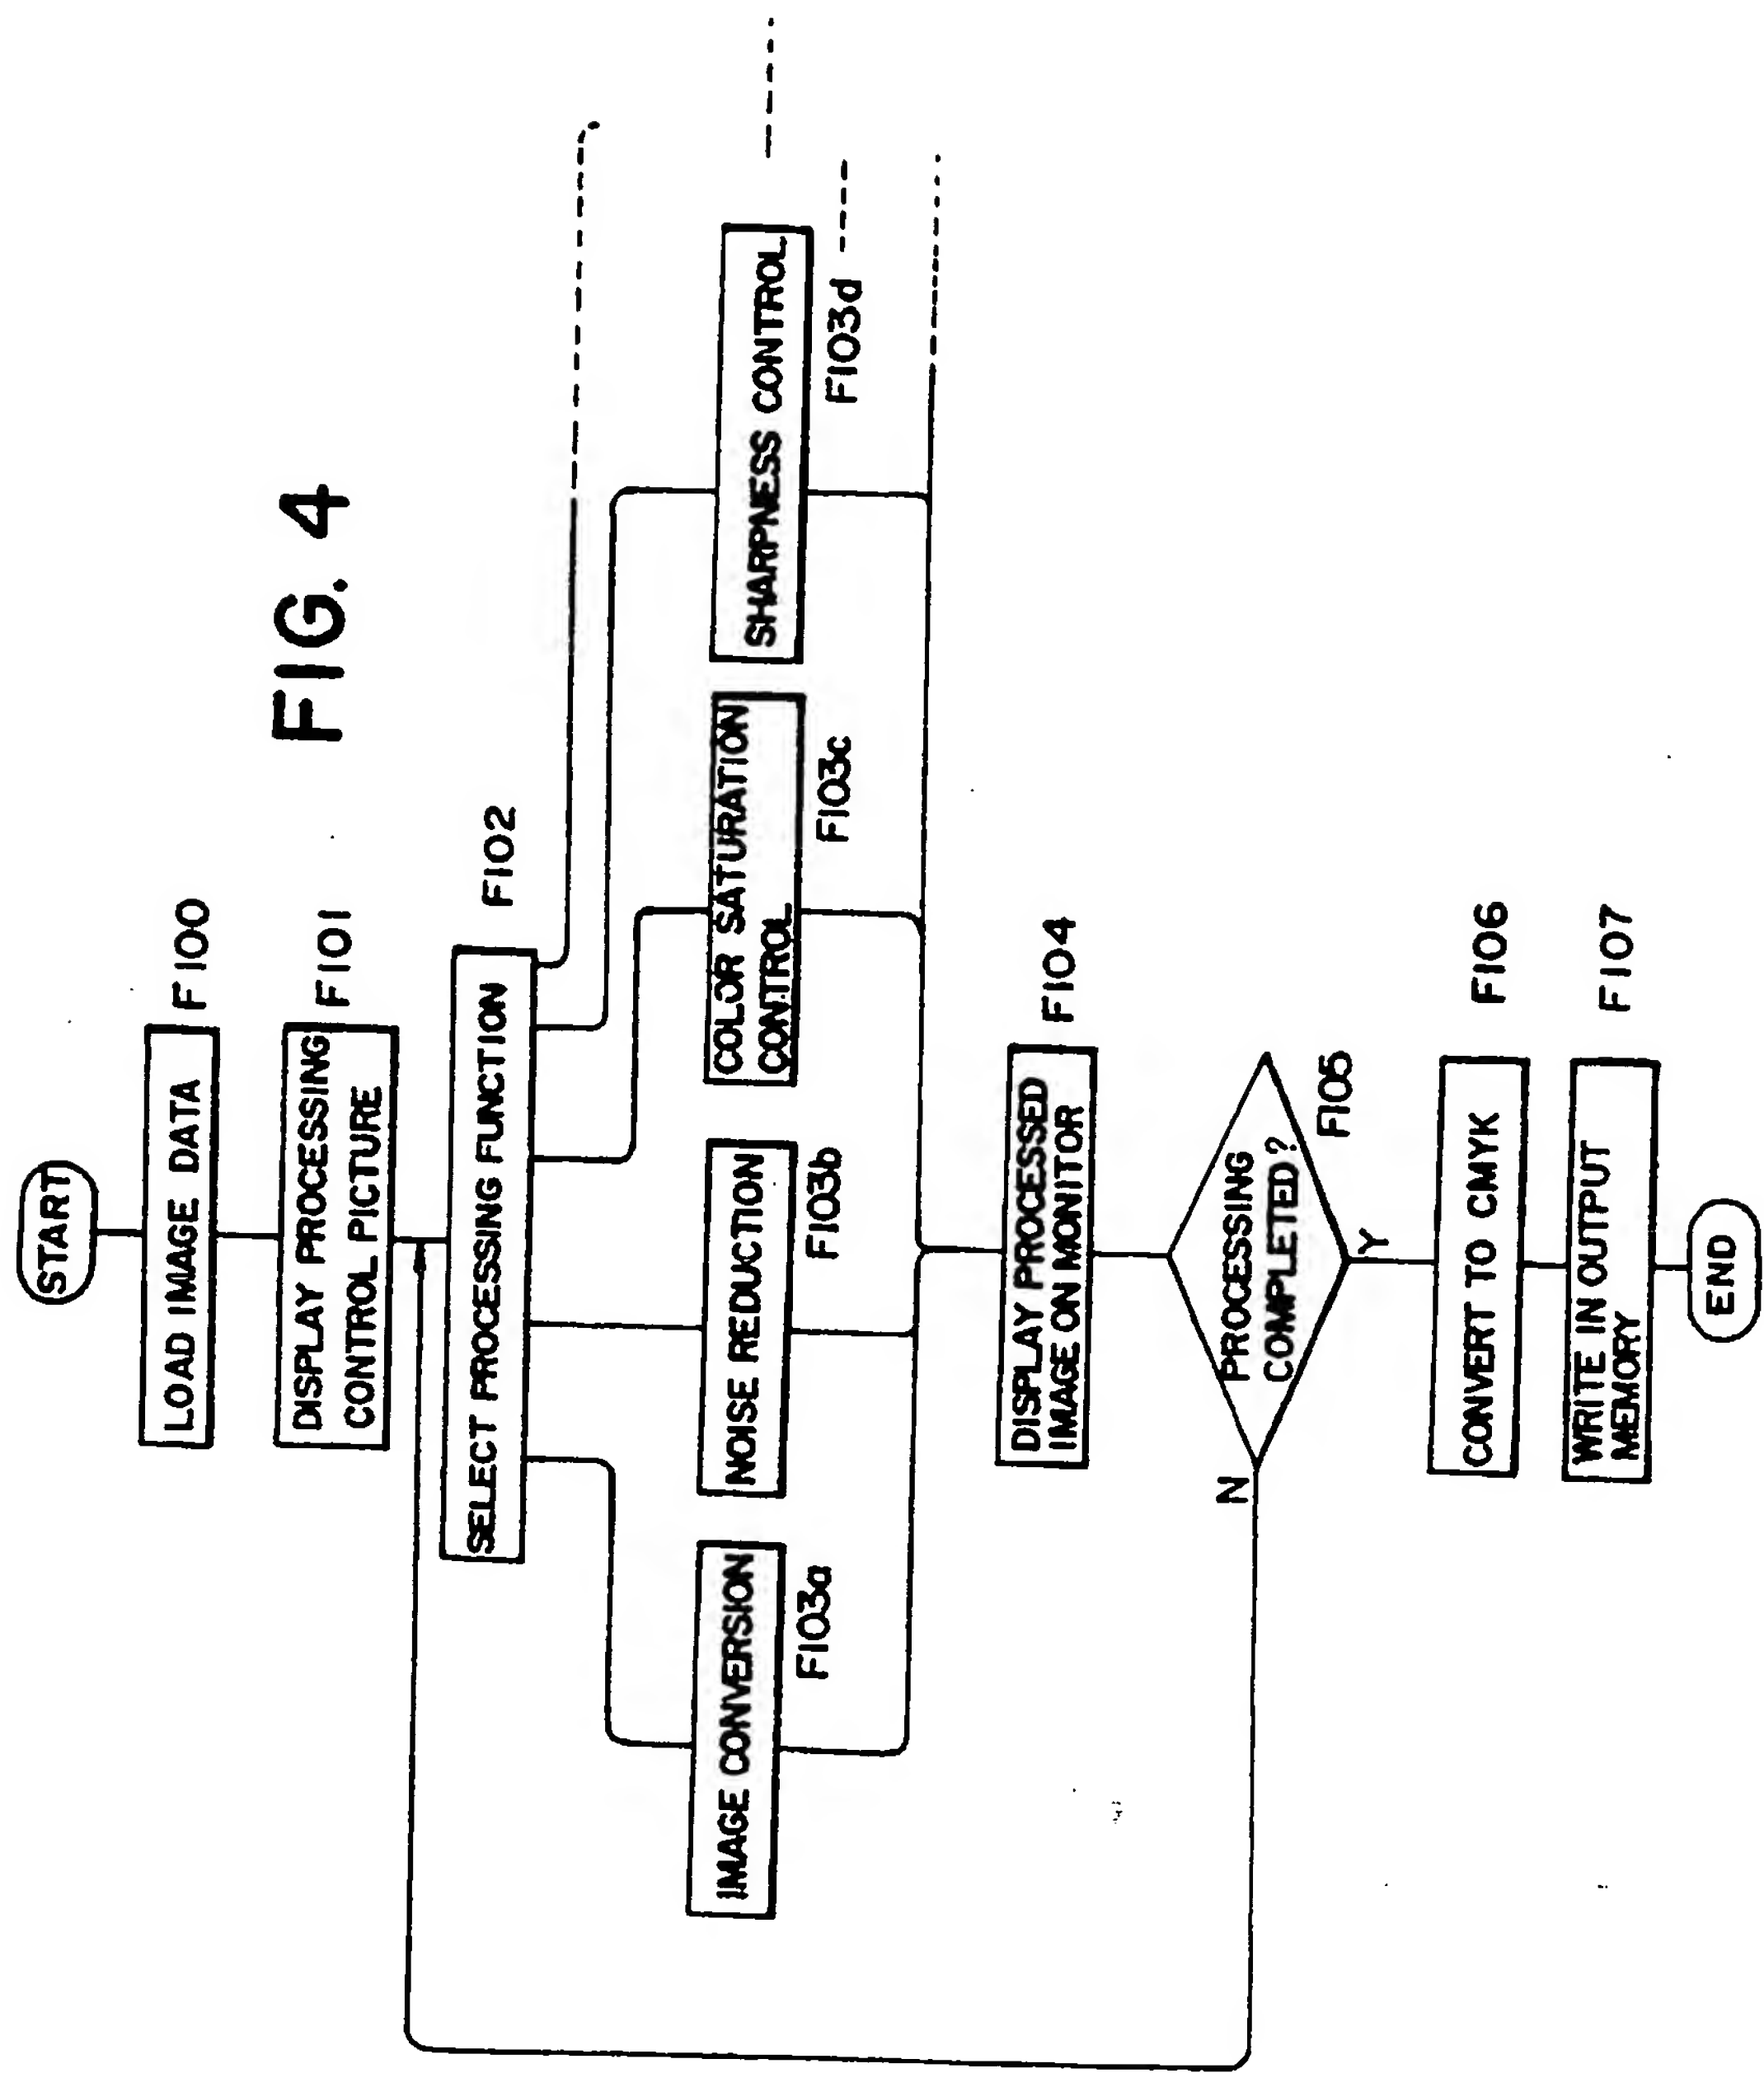 FIG. 4
START
LOAD IMAGE DATA
F100
DISPLAY PROCESSING
CONTROL PICTURE
F101
SELECT PROCESSING FUNCTION
F102
IMAGE CONVERSION
F103a
NOISE REDUCTION
F103b
COLOR SATURATION
CONTROL
F103c
SHARPNESS CONTROL
F103d
DISPLAY PROCESSED
IMAGE ON MONITOR
F104
PROCESSING
COMPLETED?
F105
N
Y
CONVERT TO CMYK
F106
WRITE IN OUTPUT
MEMORY
F107
END